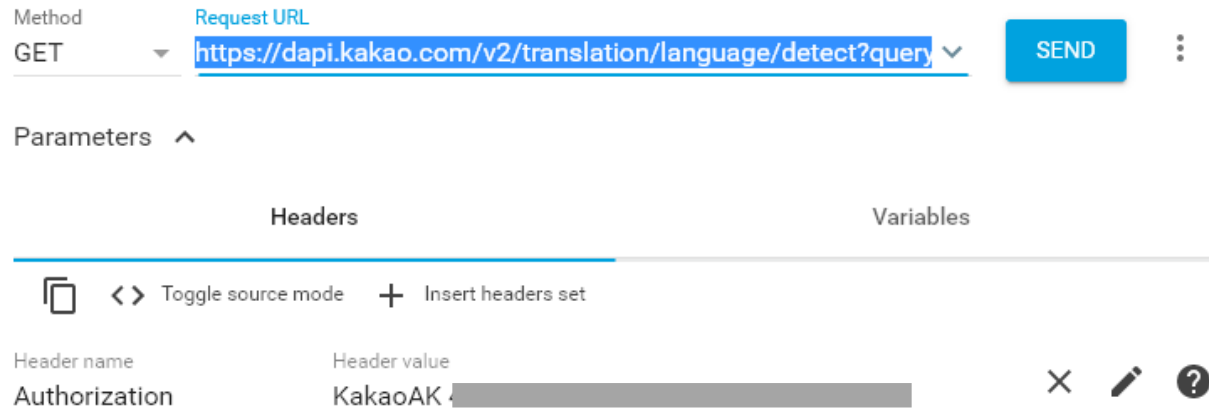 Method
Request URL
GET
https://dapi.kakao.com/v2/translation/language/detect?query
SEND
Parameters
Headers
Variables
Toggle source mode
Insert headers set
Header name
Header value
Authorization
KakaoAK